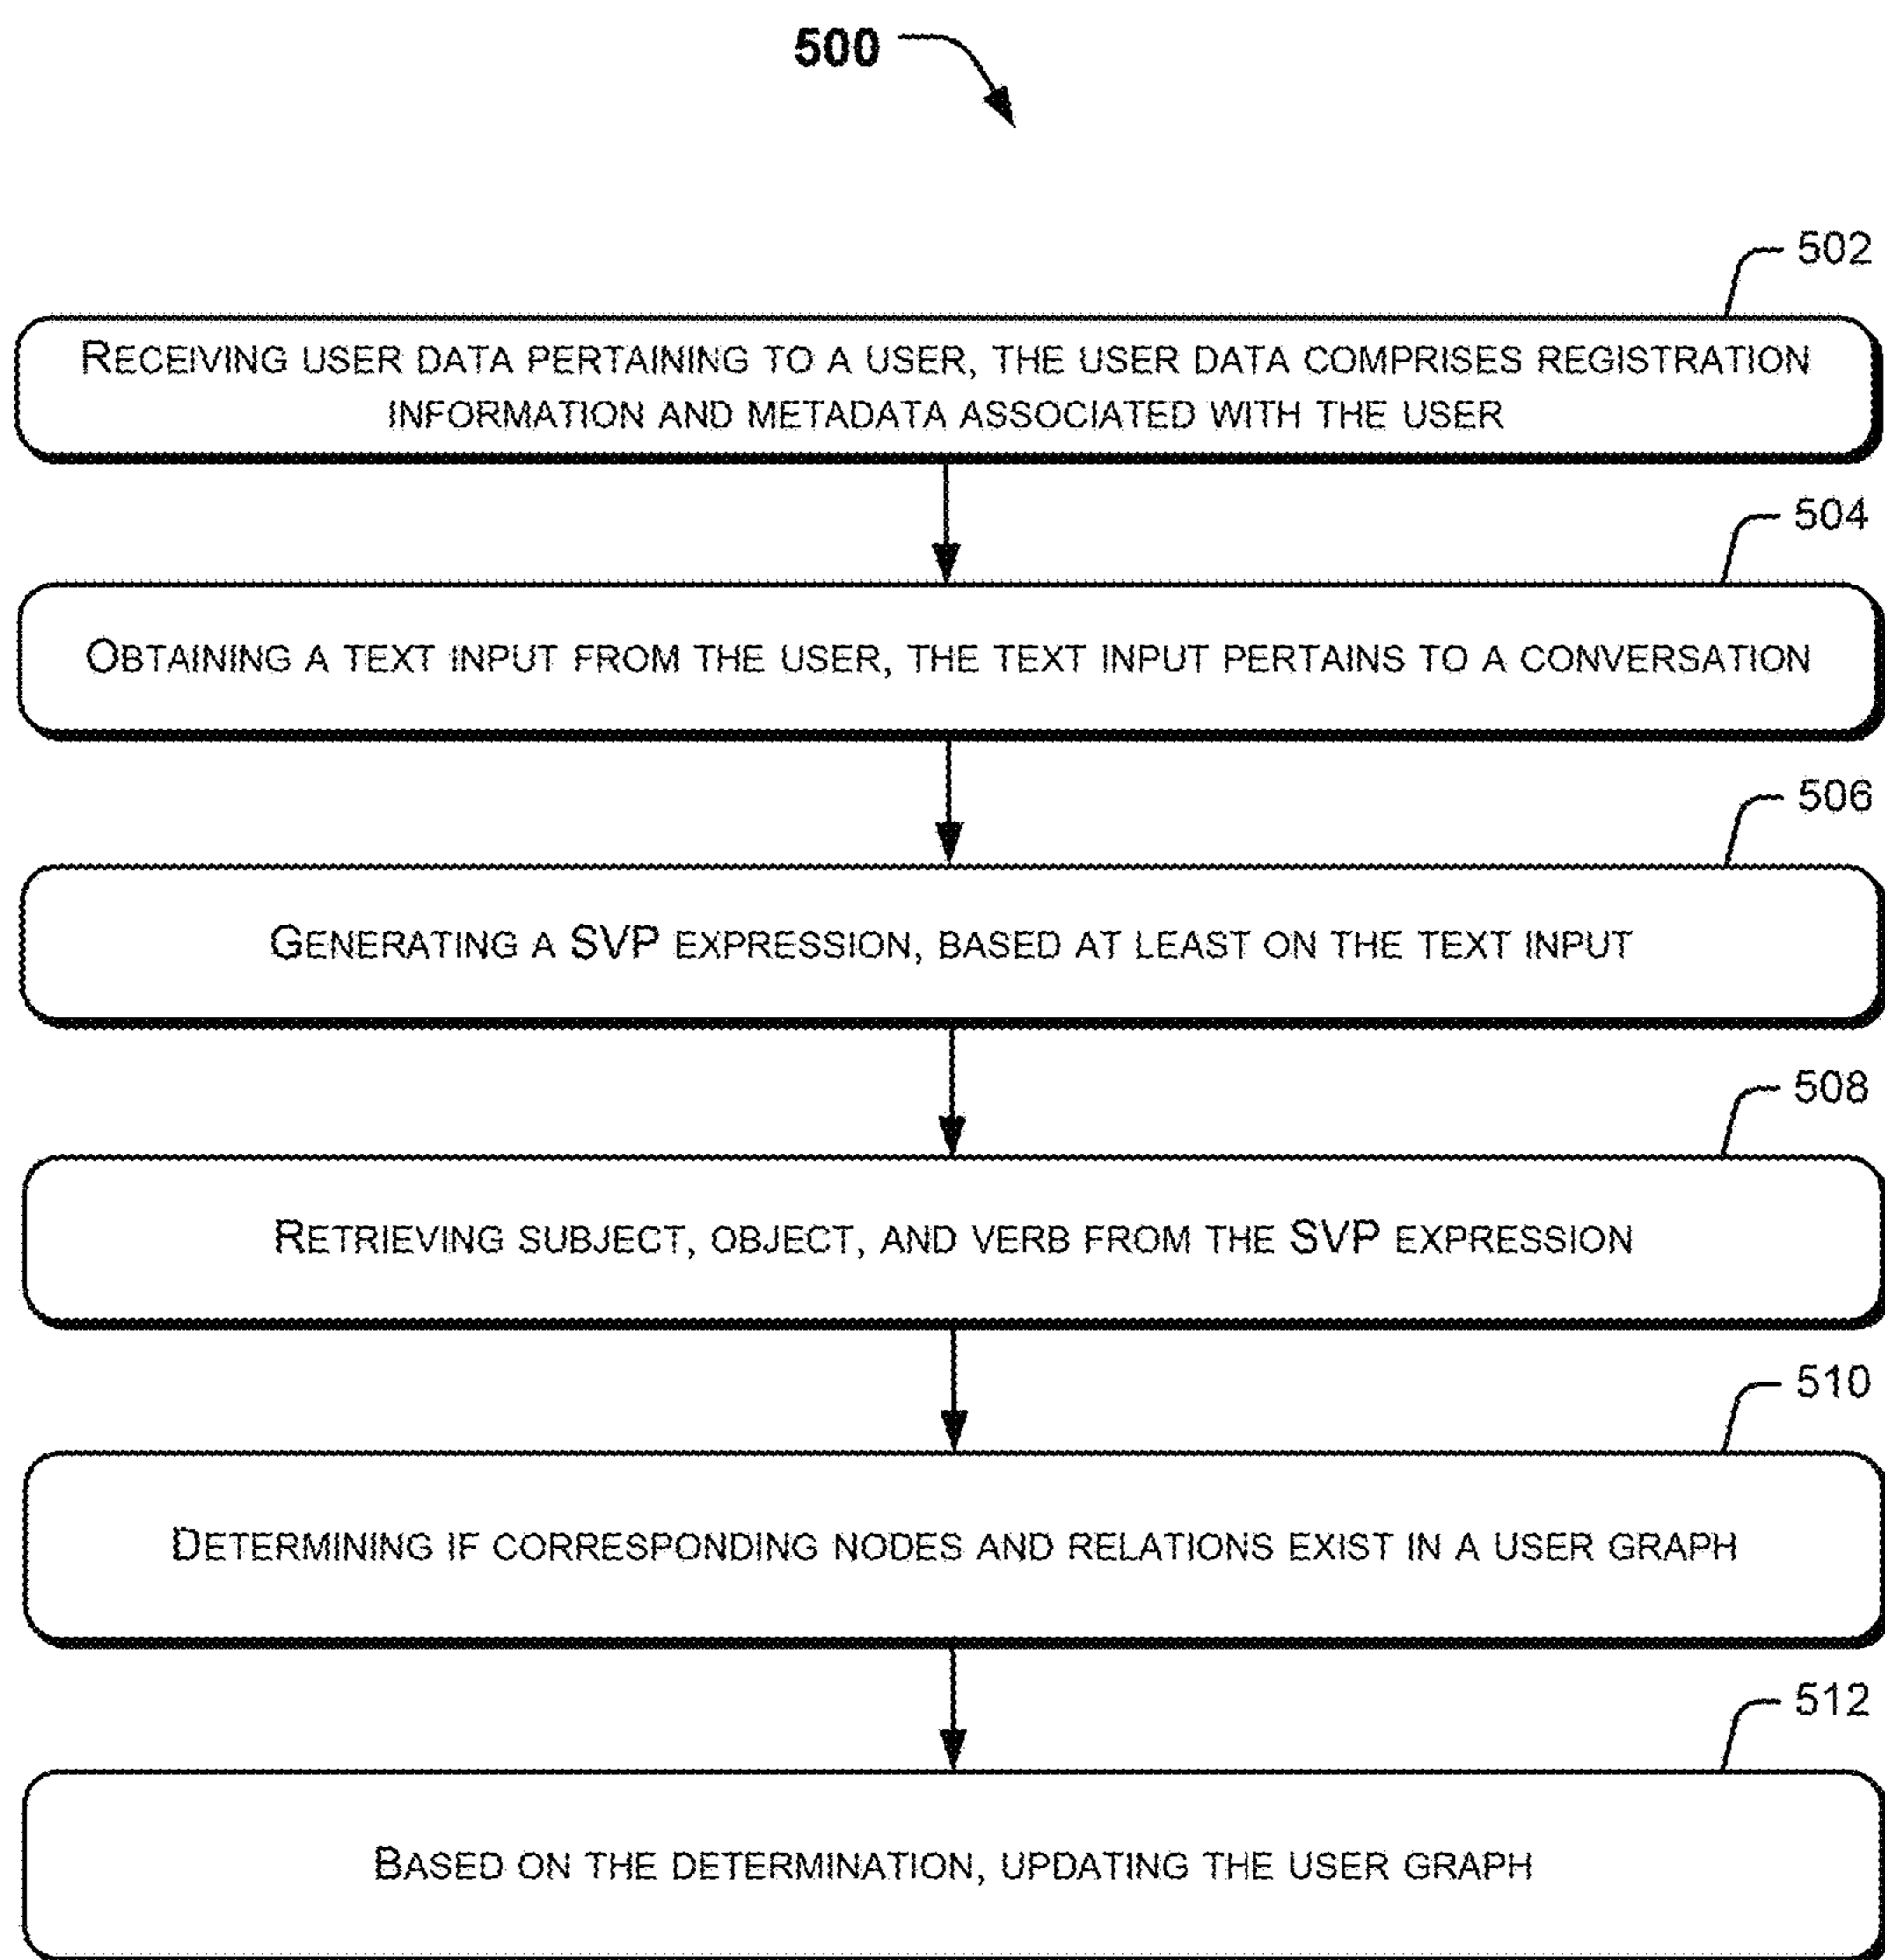 500
502
RECEIVING USER DATA PERTAINING TO A USER, THE USER DATA COMPRISES REGISTRATION
INFORMATION AND METADATA ASSOCIATED WITH THE USER
504
OBTAINING A TEXT INPUT FROM THE USER, THE TEXT INPUT PERTAINS TO A CONVERSATION
506
GENERATING A SVP EXPRESSION, BASED AT LEAST ON THE TEXT INPUT
508
RETRIEVING SUBJECT, OBJECT, AND VERB FROM THE SVP EXPRESSION
510
DETERMINING IF CORRESPONDING NODES AND RELATIONS EXIST IN A USER GRAPH
512
BASED ON THE DETERMINATION, UPDATING THE USER GRAPH